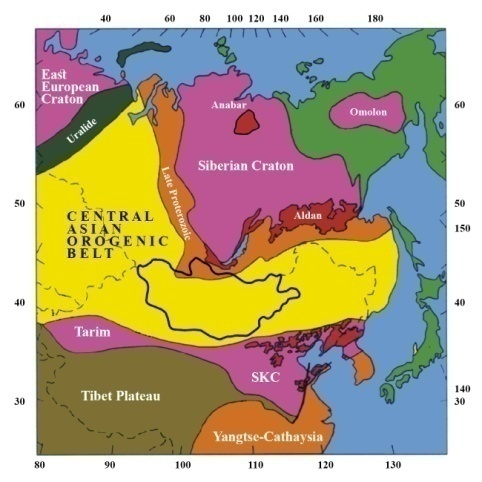 40 60 80 100 120 140 160 180
East
European
Craton
60
Uralide
Anabar
Omolon
60
Siberian Craton
Late Proterozoic
50
Aldan
50
150
CENTRAL
ASIAN
OROGENIC
BELT
40
40
Tarim
SKC
Tibet Plateau
140
30
30
Yangtse-Cathaysia
80 90 100 110 120 130